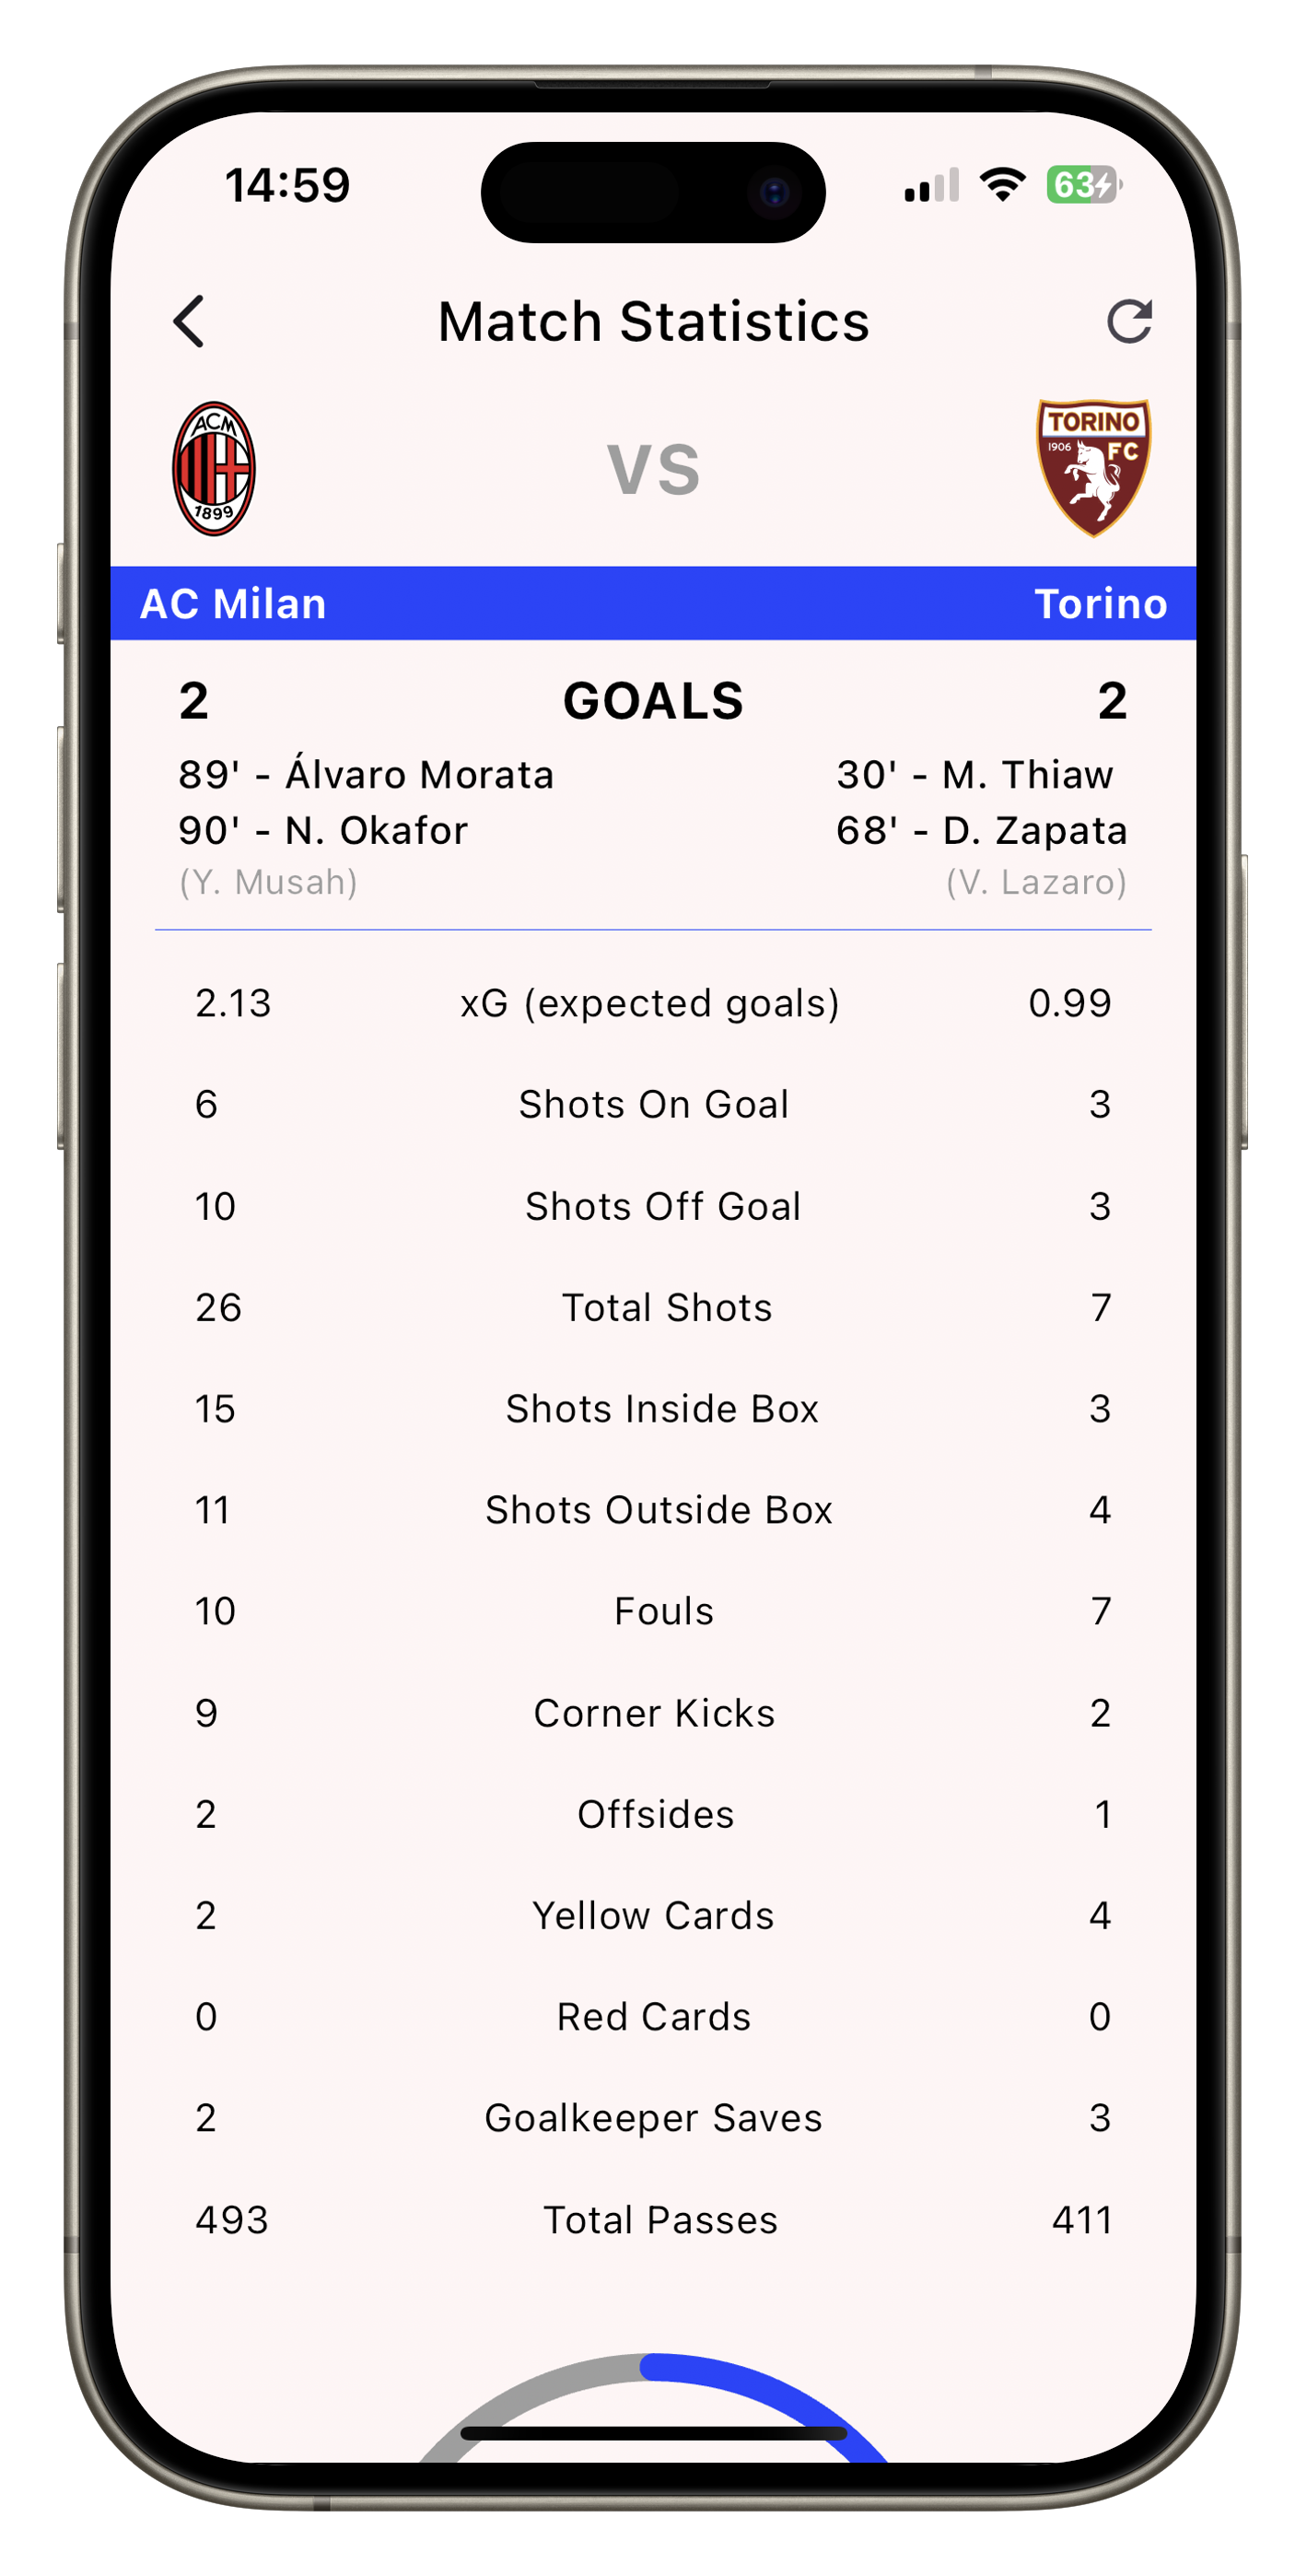 14:59
63
Match Statistics
ACM
1899
VS
TORINO
1906 FC
AC Milan Torino
2 GOALS 2
89' - Álvaro Morata 30' - M. Thiaw
90' - N. Okafor 68' - D. Zapata
(Y. Musah) (V. Lazaro)
2.13 xG (expected goals) 0.99
6 Shots On Goal 3
10 Shots Off Goal 3
26 Total Shots 7
15 Shots Inside Box 3
11 Shots Outside Box 4
10 Fouls 7
9 Corner Kicks 2
2 Offsides 1
2 Yellow Cards 4
0 Red Cards 0
2 Goalkeeper Saves 3
493 Total Passes 411